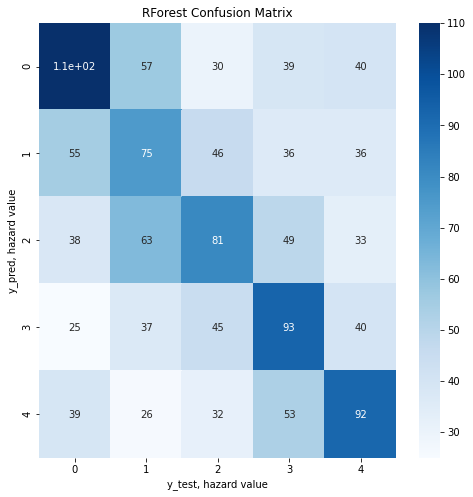 RForest Confusion Matrix
y_pred, hazard value
0 1.1e+02 57 30 39 40
1 55 75 46 36 36
2 38 63 81 49 33
3 25 37 45 93 40
4 39 26 32 53 92
0 1 2 3 4
y_test, hazard value
110
100
90
80
70
60
50
40
30